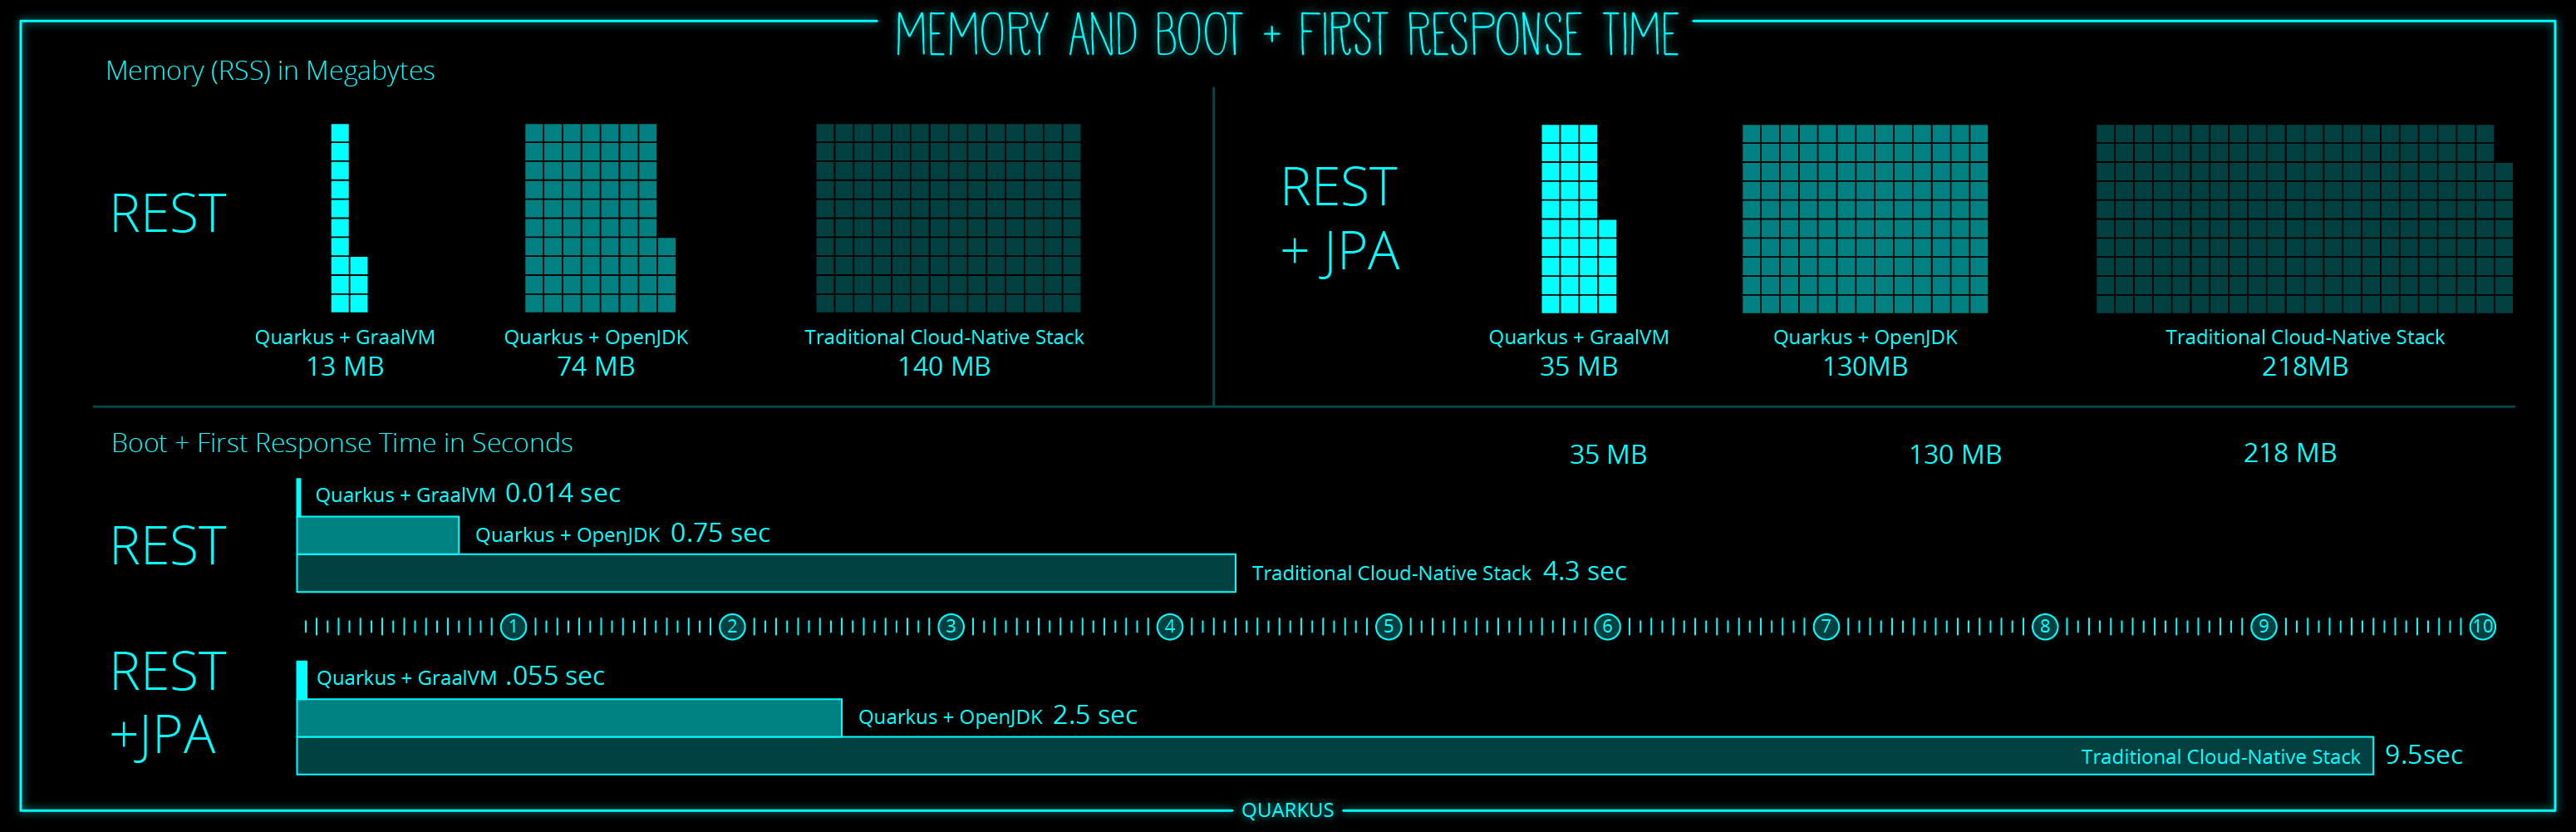 MEMORY AND BOOT + FIRST RESPONSE TIME
Memory (RSS) in Megabytes
REST
Quarkus + GraalVM
13 MB
Quarkus + OpenJDK
74 MB
Traditional Cloud-Native Stack
140 MB
REST
+ JPA
Quarkus + GraalVM
35 MB
Quarkus + OpenJDK
130MB
Traditional Cloud-Native Stack
218MB
Boot + First Response Time in Seconds
35 MB
130 MB
218 MB
REST
Quarkus + GraalVM 0.014 sec
Quarkus + OpenJDK 0.75 sec
Traditional Cloud-Native Stack 4.3 sec
1 2 3 4 5 6 7 8 9 10
REST
+JPA
Quarkus + GraalVM .055 sec
Quarkus + OpenJDK 2.5 sec
Traditional Cloud-Native Stack 9.5sec
QUARKUS